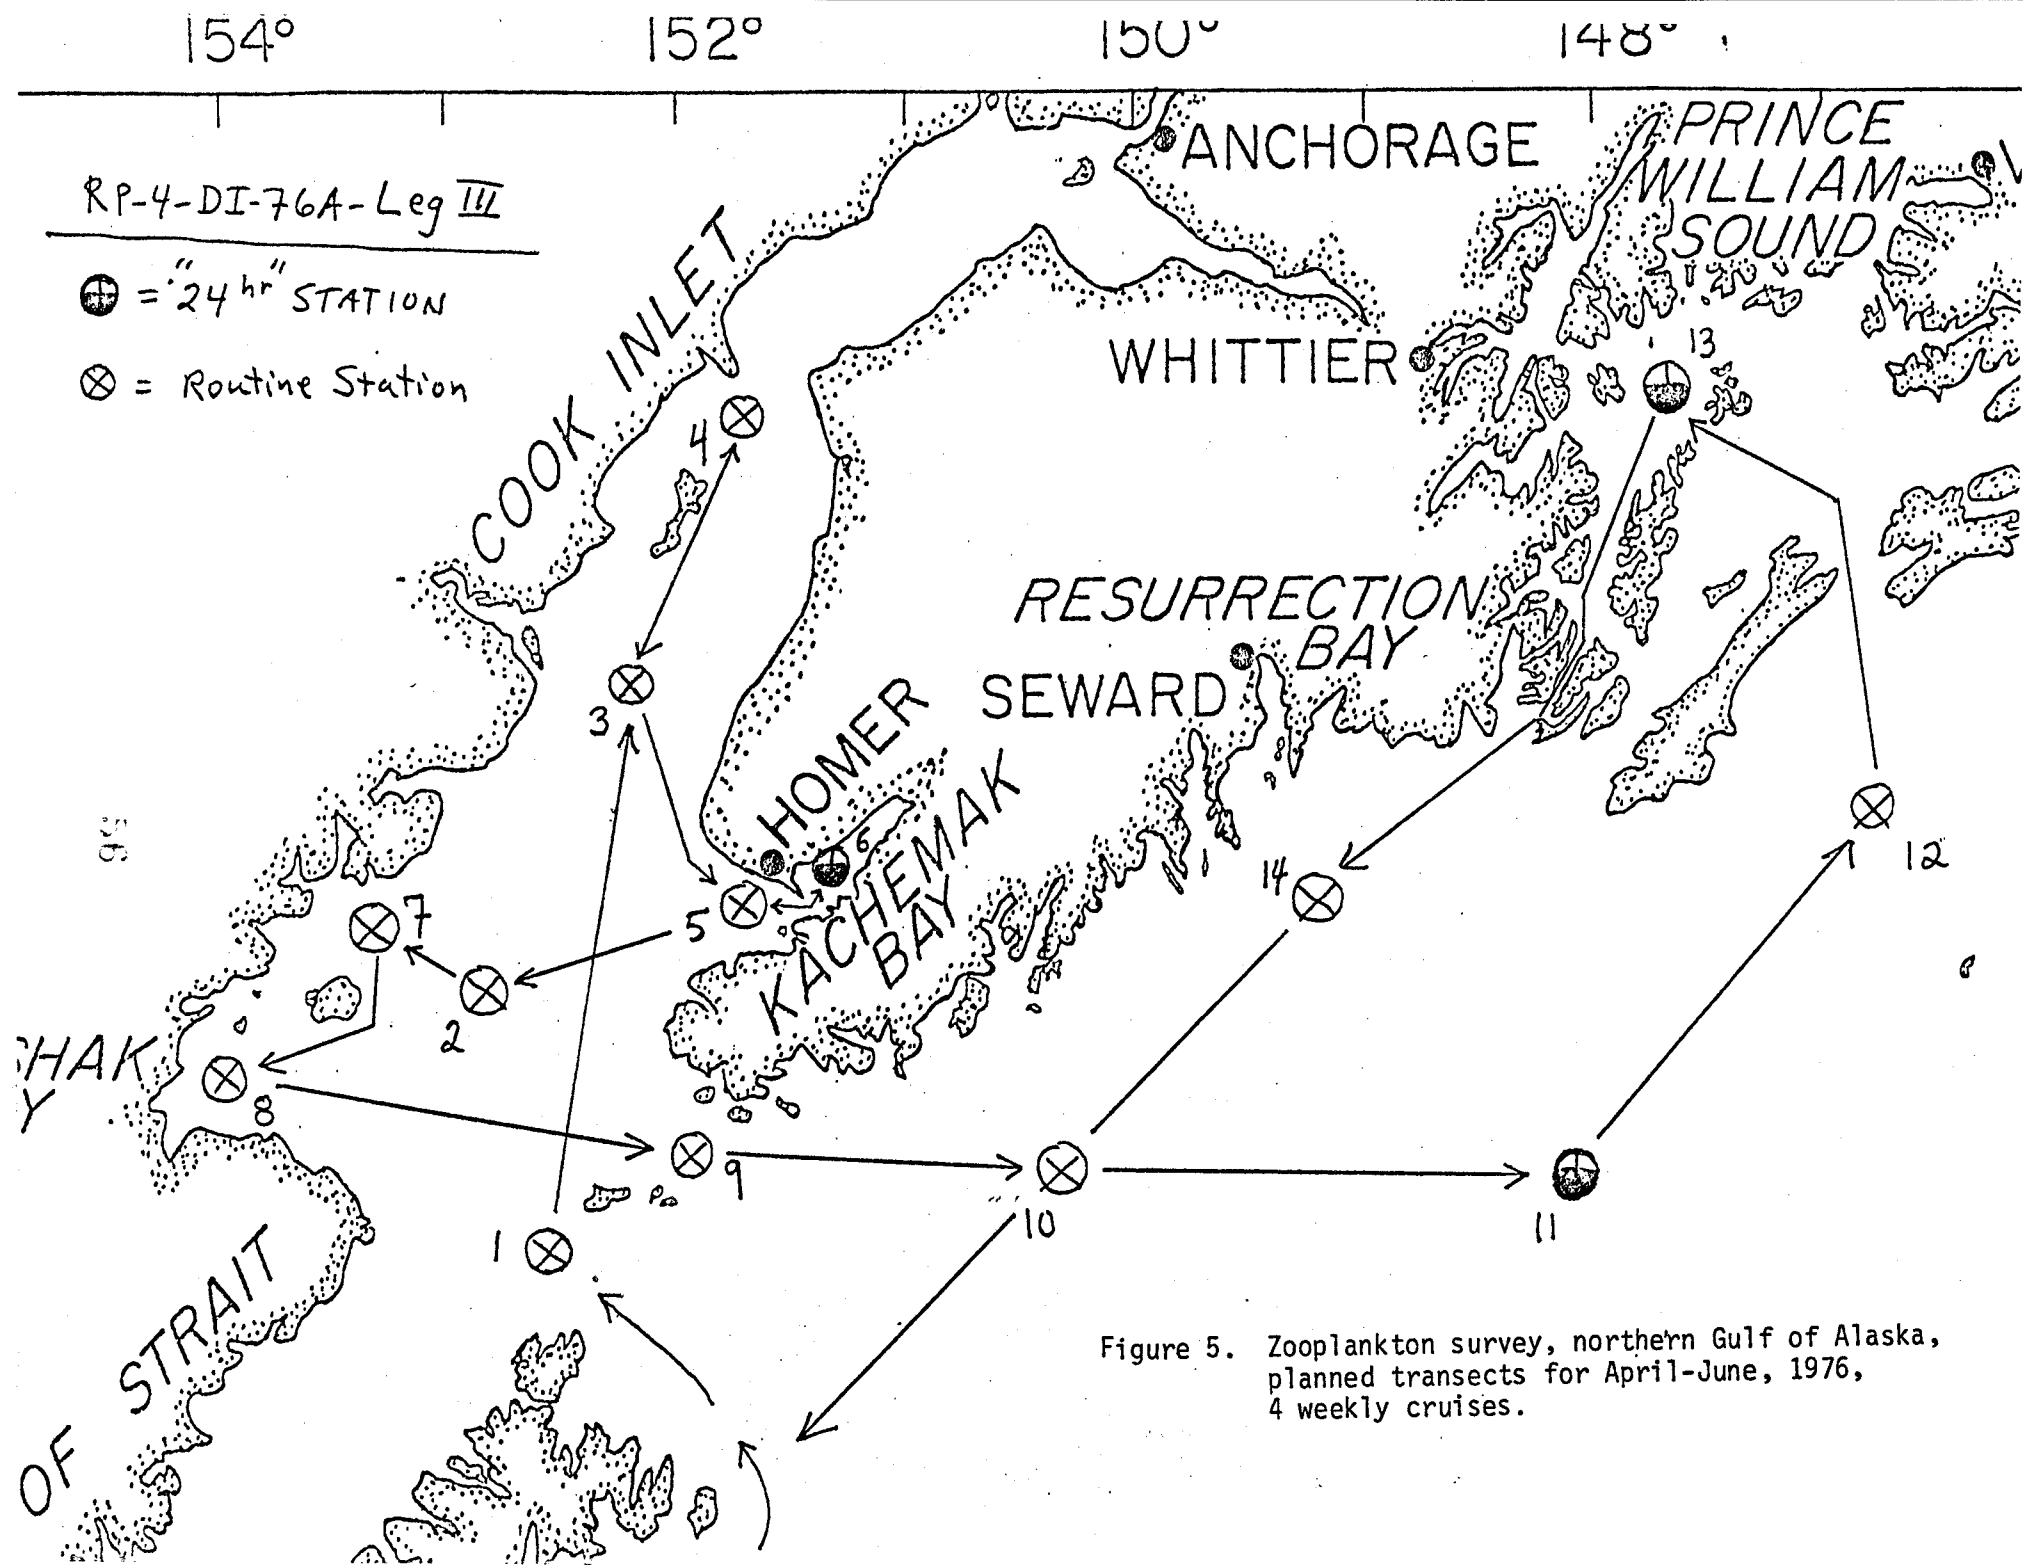 154° 152° 150° 148°
RP-4-DI-76A-Leg III
= "24 hr" STATION
= Routine Station
ANCHORAGE
PRINCE
WILLIAM
SOUND
V
COOK INLET
WHITTIER
13
4
RESURRECTION
BAY
SEWARD
3
HOMER
6
KACHEMAK
BAY
56
14
12
7
5
2
SHAK
Y
8
9
10
11
1
OF STRAIT
Figure 5. Zooplankton survey, northern Gulf of Alaska,
planned transects for April-June, 1976,
4 weekly cruises.